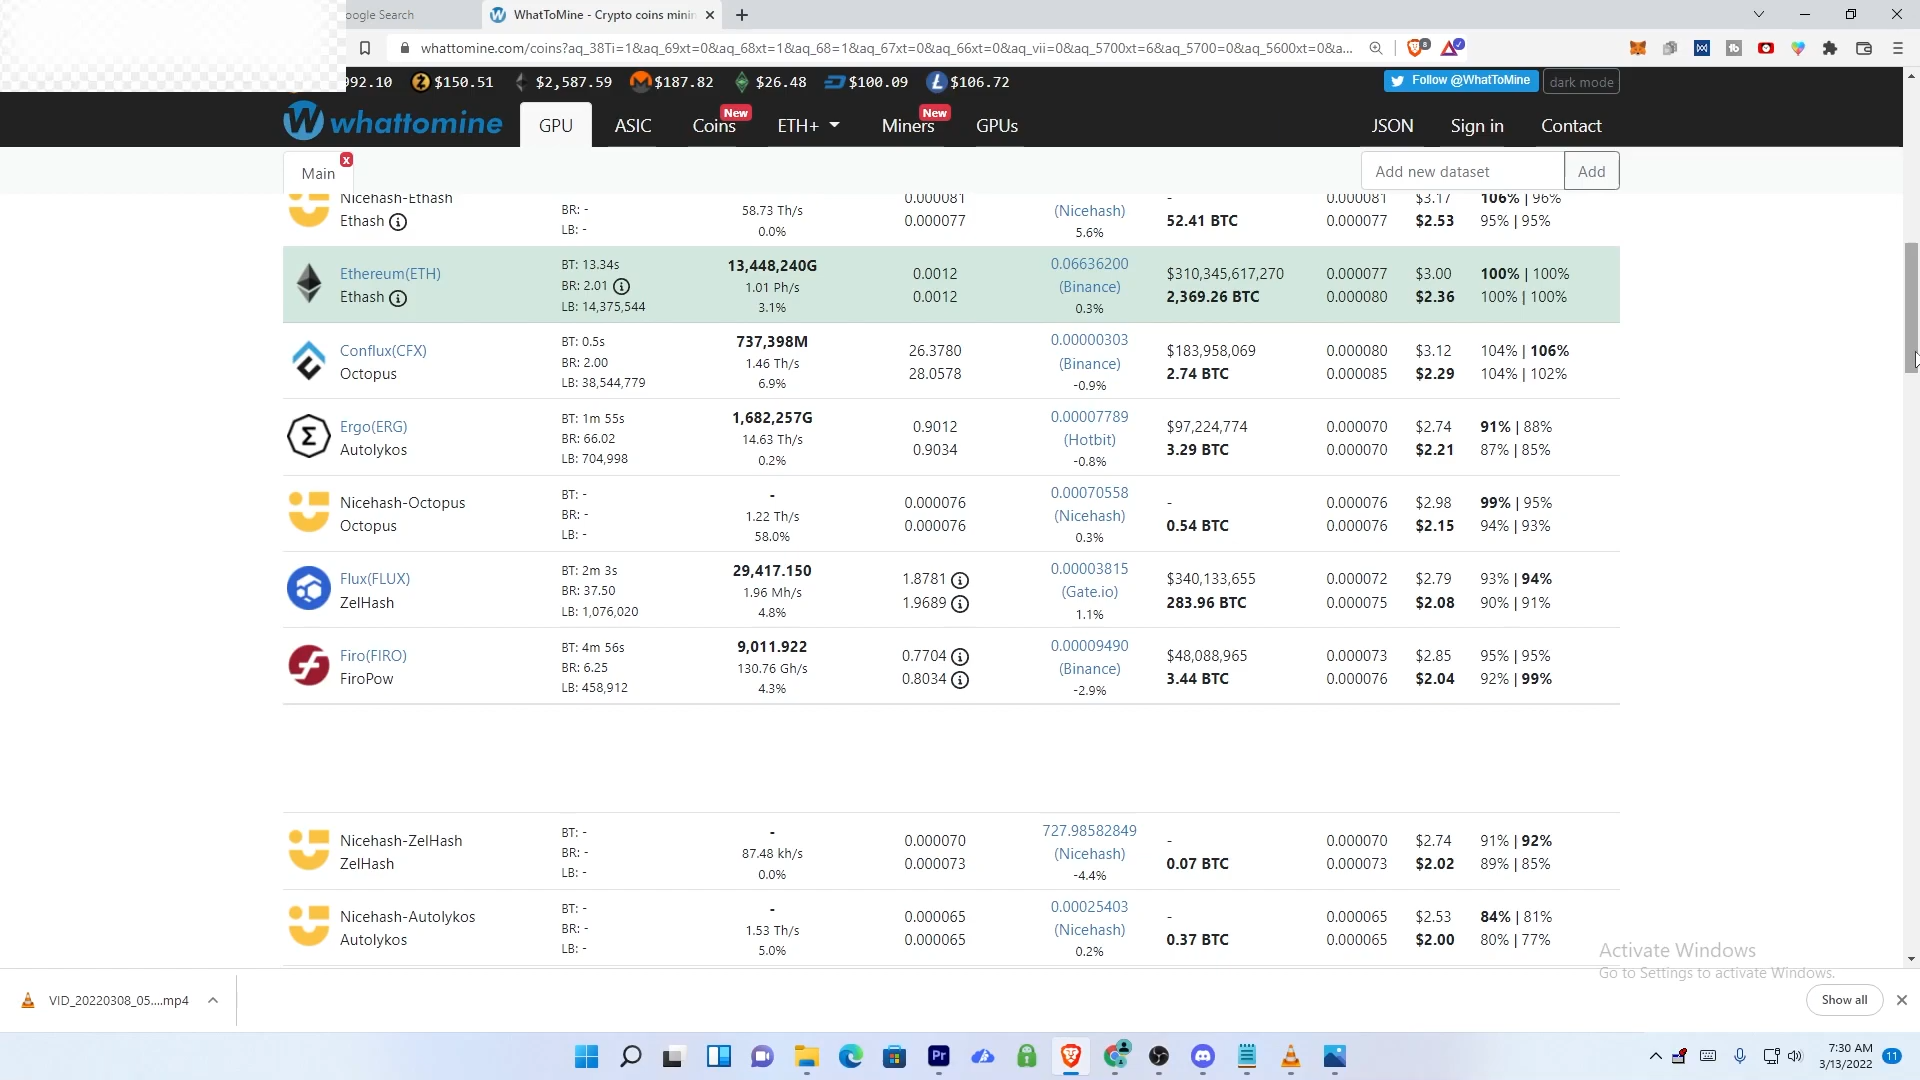 oogle Search
WhatToMine - Crypto coins minin
whattomine.com/coins?aq_38Ti=1&aq_69xt=0&aq_68xt=1&aq_68=1&aq_67xt=0&aq_66xt=0&aq_vii=0&aq_5700xt=6&aq_5700=0&aq_5600xt=0&a...
8
992.10 $150.51 $2,587.59 $187.82 $26.48 $100.09 $106.72
Follow @WhatToMine dark mode
whattomine GPU ASIC Coins New ETH+ Miners New GPUs JSON Sign in Contact
Main x Add new dataset Add
Nicehash-Ethash 0.000081 - 0.000081 $3.17 106% | 96%
BR: - 58.73 Th/s (Nicehash)
Ethash 0.000077 52.41 BTC 0.000077 $2.53 95% | 95%
LB: - 0.0% 5.6%
BT: 13.34s 13,448,240G 0.06636200
Ethereum(ETH) 0.0012 $310,345,617,270 0.000077 $3.00 100% | 100%
BR: 2.01 1.01 Ph/s (Binance)
Ethash 0.0012 2,369.26 BTC 0.000080 $2.36 100% | 100%
LB: 14,375,544 3.1% 0.3%
BT: 0.5s 737,398M 0.00000303
Conflux(CFX) 26.3780 $183,958,069 0.000080 $3.12 104% | 106%
BR: 2.00 1.46 Th/s (Binance)
Octopus 28.0578 2.74 BTC 0.000085 $2.29 104% | 102%
LB: 38,544,779 6.9% -0.9%
BT: 1m 55s 1,682,257G 0.00007789
Ergo(ERG) 0.9012 $97,224,774 0.000070 $2.74 91% | 88%
BR: 66.02 14.63 Th/s (Hotbit)
Autolykos 0.9034 3.29 BTC 0.000070 $2.21 87% | 85%
LB: 704,998 0.2% -0.8%
BT: - - 0.00070558
Nicehash-Octopus 0.000076 - 0.000076 $2.98 99% | 95%
BR: - 1.22 Th/s (Nicehash)
Octopus 0.000076 0.54 BTC 0.000076 $2.15 94% | 93%
LB: - 58.0% 0.3%
BT: 2m 3s 29,417.150 0.00003815
Flux(FLUX) 1.8781 $340,133,655 0.000072 $2.79 93% | 94%
BR: 37.50 1.96 Mh/s (Gate.io)
ZelHash 1.9689 283.96 BTC 0.000075 $2.08 90% | 91%
LB: 1,076,020 4.8% 1.1%
BT: 4m 56s 9,011.922 0.00009490
Firo(FIRO) 0.7704 $48,088,965 0.000073 $2.85 95% | 95%
BR: 6.25 130.76 Gh/s (Binance)
FiroPow 0.8034 3.44 BTC 0.000076 $2.04 92% | 99%
LB: 458,912 4.3% -2.9%
BT: - - 727.98582849
Nicehash-ZelHash 0.000070 - 0.000070 $2.74 91% | 92%
BR: - 87.48 kh/s (Nicehash)
ZelHash 0.000073 0.07 BTC 0.000073 $2.02 89% | 85%
LB: - 0.0% -4.4%
BT: - - 0.00025403
Nicehash-Autolykos 0.000065 - 0.000065 $2.53 84% | 81%
BR: - 1.53 Th/s (Nicehash)
Autolykos 0.000065 0.37 BTC 0.000065 $2.00 80% | 77%
LB: - 5.0% 0.2%
Activate Windows
Go to Settings to activate Windows.
VID_20220308_05....mp4 Show all
Pr
7:30 AM
3/13/2022
11